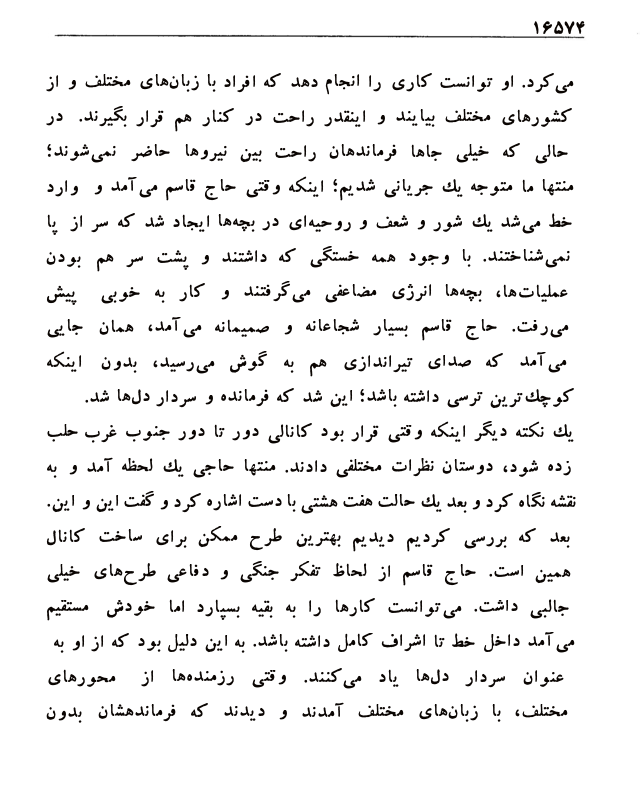 ۱۶۵۷۴
می‌کرد. او توانست کاری را انجام دهد که افراد با زبان‌های مختلف و از
کشورهای مختلف بیایند و اینقدر راحت در کنار هم قرار بگیرند. در
حالی که خیلی جاها فرماندهان راحت بین نیروها حاضر نمی‌شوند؛
منتها ما متوجه یك جریانی شدیم؛ اینکه وقتی حاج قاسم می‌آمد و وارد
خط می‌شد یك شور و شعف و روحیه‌ای در بچه‌ها ایجاد شد که سر از پا
نمی‌شناختند. با وجود همه خستگی که داشتند و پشت سر هم بودن
عملیات‌ها، بچه‌ها انرژی مضاعفی می‌گرفتند و کار به خوبی پیش
می‌رفت. حاج قاسم بسیار شجاعانه و صمیمانه می‌آمد، همان جایی
می‌آمد که صدای تیراندازی هم به گوش می‌رسید، بدون اینکه
کوچك‌ترین ترسی داشته باشد؛ این شد که فرمانده و سردار دل‌ها شد.
یك نکته دیگر اینکه وقتی قرار بود کانالی دور تا دور جنوب غرب حلب
زده شود، دوستان نظرات مختلفی دادند. منتها حاجی یك لحظه آمد و به
نقشه نگاه کرد و بعد یك حالت هفت هشتی با دست اشاره کرد و گفت این و این.
بعد که بررسی کردیم دیدیم بهترین طرح ممکن برای ساخت کانال
همین است. حاج قاسم از لحاظ تفکر جنگی و دفاعی طرح‌های خیلی
جالبی داشت. می‌توانست کارها را به بقیه بسپارد اما خودش مستقیم
می‌آمد داخل خط تا اشراف کامل داشته باشد. به این دلیل بود که از او به
عنوان سردار دل‌ها یاد می‌کنند. وقتی رزمنده‌ها از محورهای
مختلف، با زبان‌های مختلف آمدند و دیدند که فرماندهشان بدون